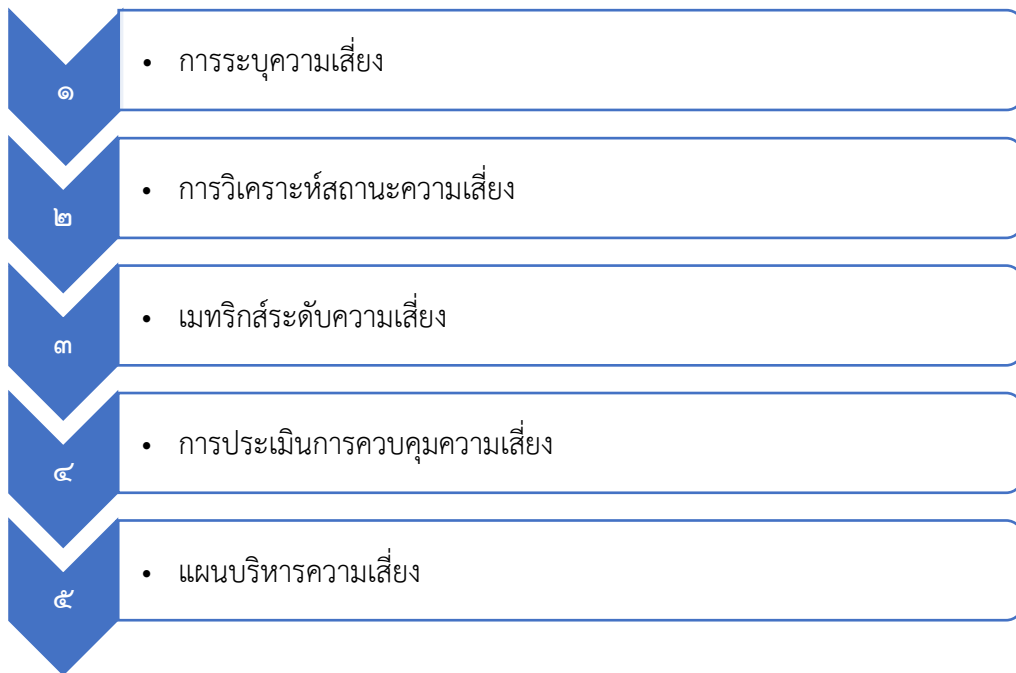 ๑
• การระบุความเสี่ยง
๒
• การวิเคราะห์สถานะความเสี่ยง
๓
• เมทริกส์ระดับความเสี่ยง
๔
• การประเมินการควบคุมความเสี่ยง
๕
• แผนบริหารความเสี่ยง